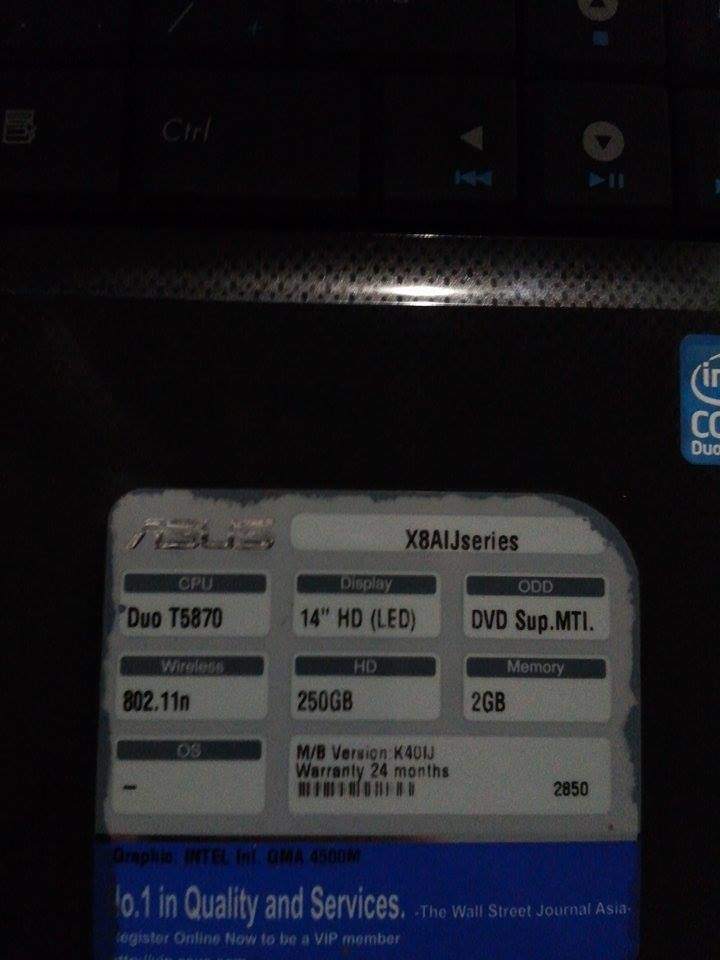 Ctrl
ASUS
X8AIJseries
CPU
Display
ODD
Duo T5870
14" HD (LED)
DVD Sup.MTI.
Wireless
HD
Memory
802.11n
250GB
2GB
OS
M/B Version:K40IJ
Warranty 24 months
-
2850
Graphic INTEL Int. GMA 4500M
o.1 in Quality and Services. -The Wall Street Journal Asia-
egister Online Now to be a VIP member